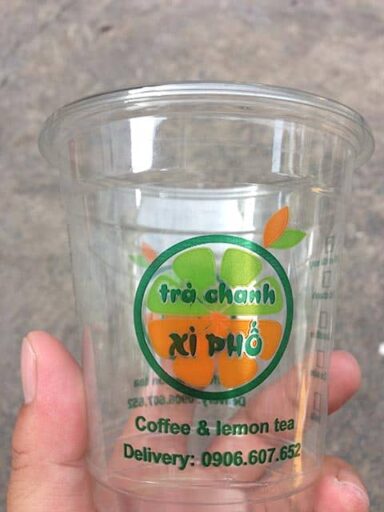 trà chanh
XÌ PHỐ
Coffee & lemon tea
Delivery: 0906.607.652